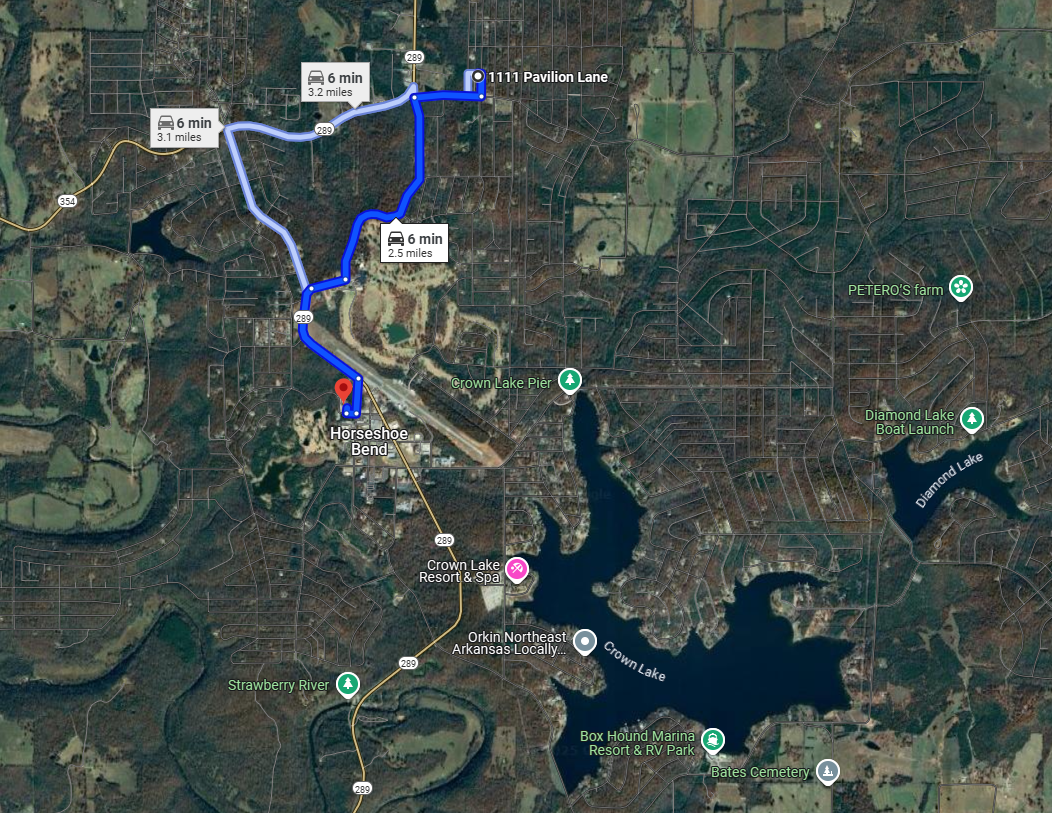 289
1111 Pavilion Lane
6 min
3.2 miles
6 min
3.1 miles
289
354
6 min
2.5 miles
PETERO'S farm
289
Crown Lake Pier
Diamond Lake
Boat Launch
Horseshoe
Bend
Diamond Lake
289
Crown Lake
Resort & Spa
Orkin Northeast
Arkansas Locally...
Crown Lake
289
Strawberry River
Box Hound Marina
Resort & RV Park
Bates Cemetery
289